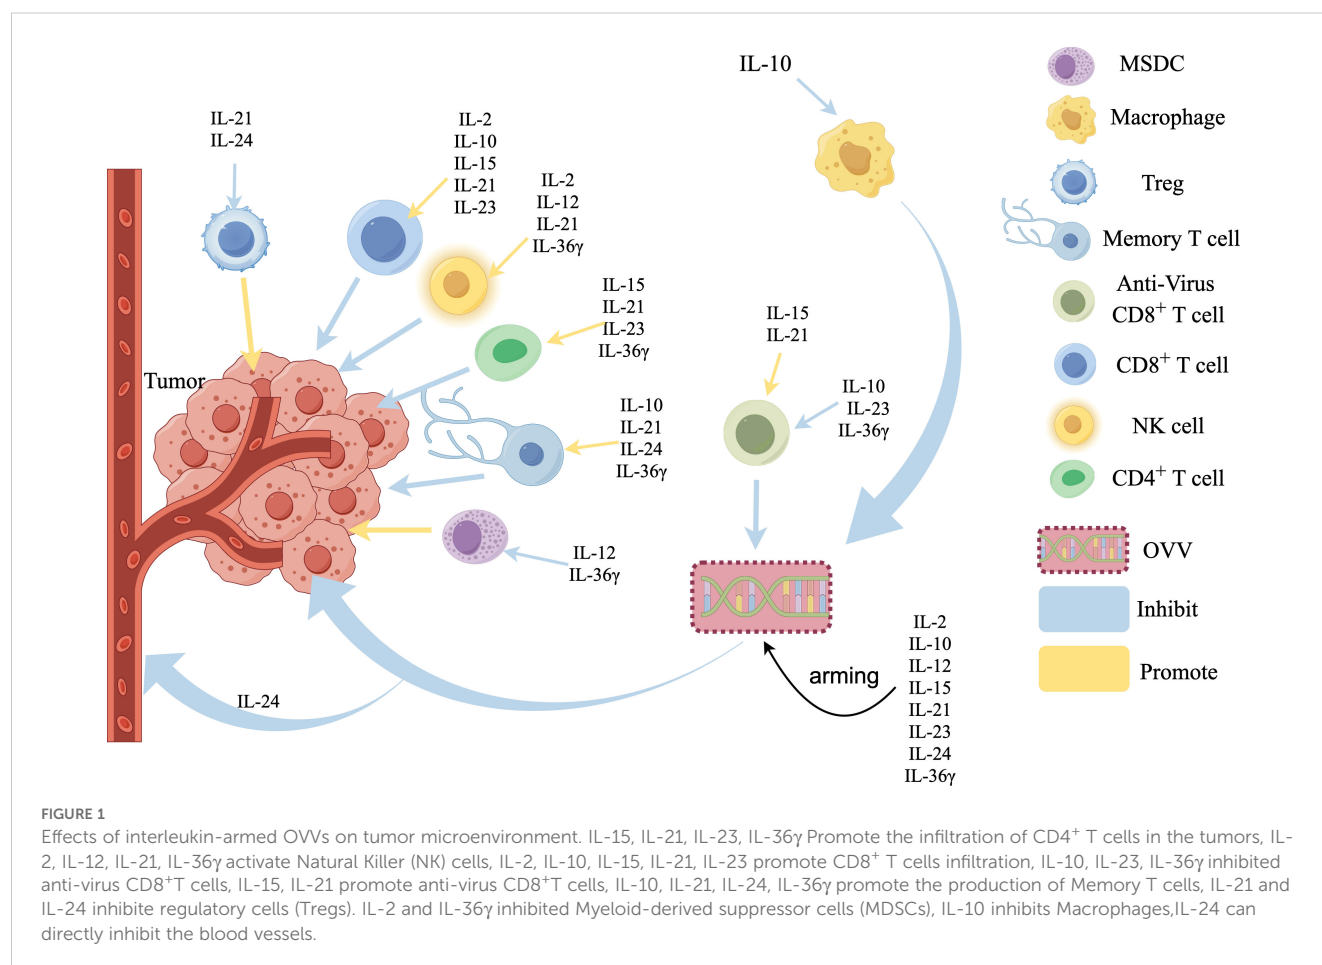 IL-21
IL-24
IL-2
IL-10
IL-15
IL-21
IL-23
IL-2
IL-12
IL-21
IL-36γ
IL-15
IL-21
IL-23
IL-36γ
Tumor
IL-10
IL-21
IL-24
IL-36γ
IL-12
IL-36γ
IL-24
IL-10
IL-15
IL-21
IL-10
IL-23
IL-36γ
arming
IL-2
IL-10
IL-12
IL-15
IL-21
IL-23
IL-24
IL-36γ
MSDC
Macrophage
Treg
Memory T cell
Anti-Virus
CD8⁺ T cell
CD8⁺ T cell
NK cell
CD4⁺ T cell
OVV
Inhibit
Promote
FIGURE 1
Effects of interleukin-armed OVVs on tumor microenvironment. IL-15, IL-21, IL-23, IL-36γ Promote the infiltration of CD4⁺ T cells in the tumors, IL-
2, IL-12, IL-21, IL-36γ activate Natural Killer (NK) cells, IL-2, IL-10, IL-15, IL-21, IL-23 promote CD8⁺ T cells infiltration, IL-10, IL-23, IL-36γ inhibited
anti-virus CD8⁺T cells, IL-15, IL-21 promote anti-virus CD8⁺T cells, IL-10, IL-21, IL-24, IL-36γ promote the production of Memory T cells, IL-21 and
IL-24 inhibite regulatory cells (Tregs). IL-2 and IL-36γ inhibited Myeloid-derived suppressor cells (MDSCs), IL-10 inhibits Macrophages,IL-24 can
directly inhibit the blood vessels.